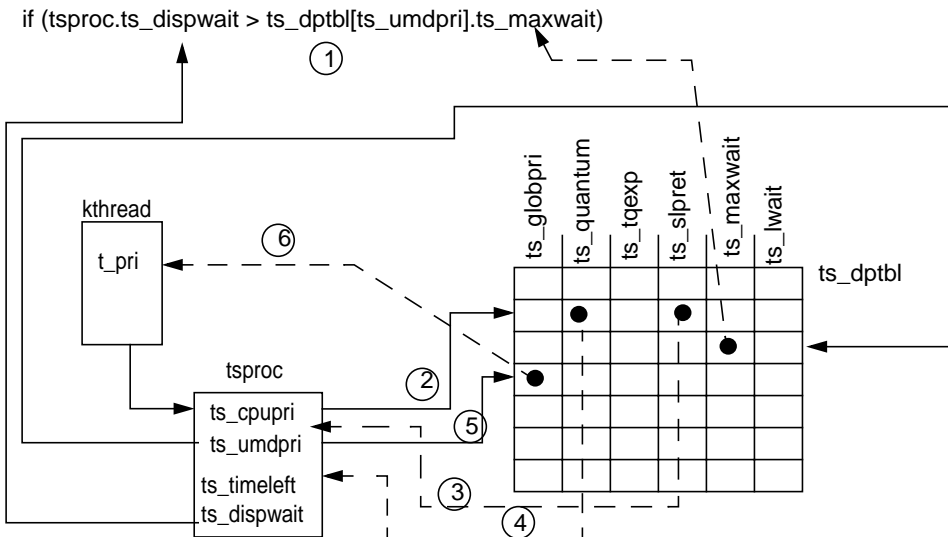 if (tsproc.ts_dispwait > ts_dptbl[ts_umdpri].ts_maxwait)
1
ts_globpri
ts_quantum
ts_tqexp
ts_slpret
ts_maxwait
ts_lwait
kthread
6
t_pri
ts_dptbl
tsproc
2
ts_cpupri
5
ts_umdpri
ts_timeleft
3
ts_dispwait
4